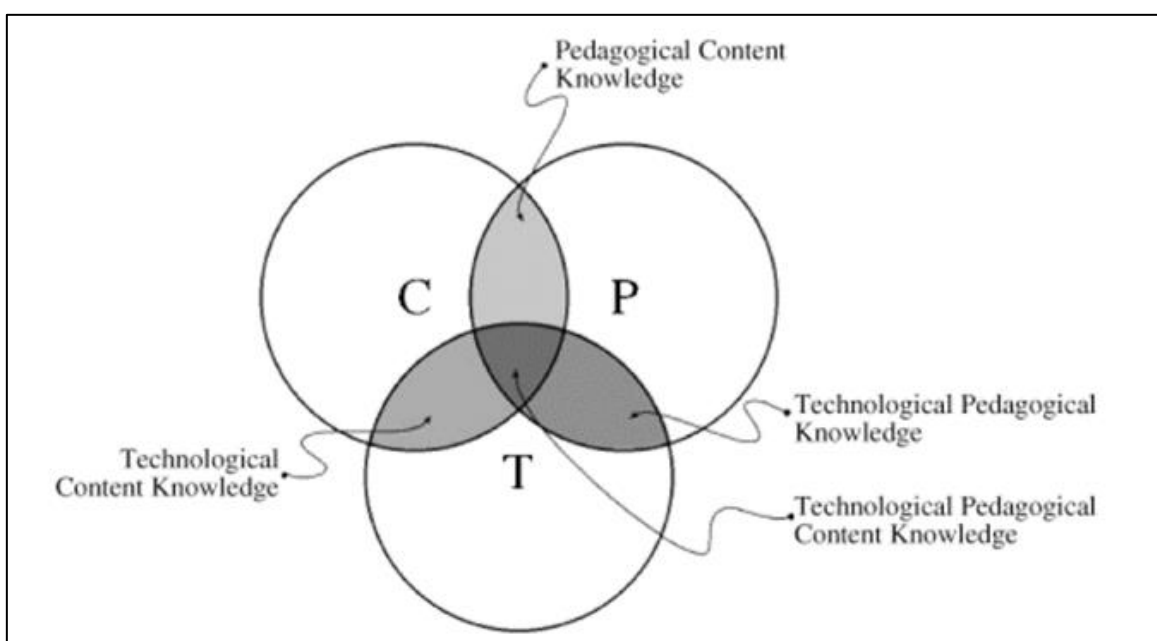 Pedagogical Content
Knowledge
C
P
Technological Pedagogical
Knowledge
Technological
Content Knowledge
T
Technological Pedagogical
Content Knowledge